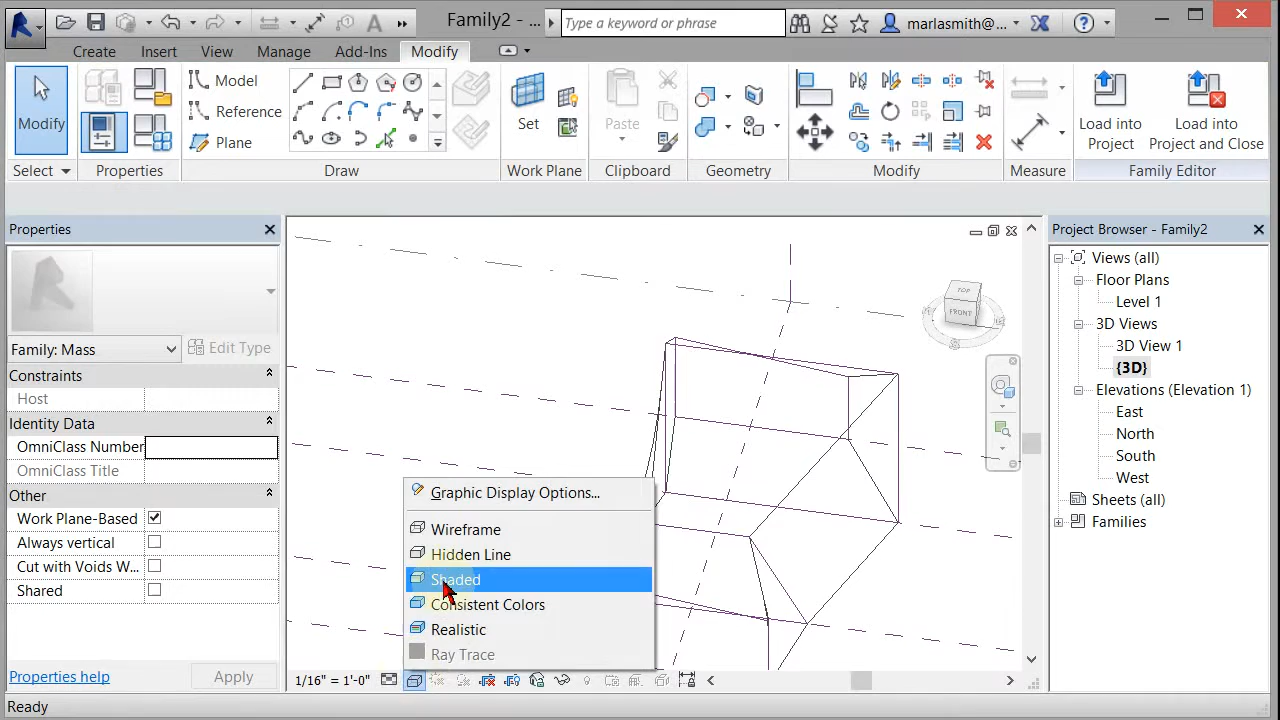 Family2 - ...
Type a keyword or phrase
marlasmith@...
Create Insert View Manage Add-Ins Modify
Modify
Model
Reference
Plane
Set
Paste
Load into
Project
Load into
Project and Close
Select Properties Draw Work Plane Clipboard Geometry Modify Measure Family Editor
Properties
Family: Mass
Edit Type
Constraints
Host
Identity Data
OmniClass Number
OmniClass Title
Other
Work Plane-Based
Always vertical
Cut with Voids W...
Shared
Properties help
Apply
TOP
FRONT
Graphic Display Options...
Wireframe
Hidden Line
Shaded
Consistent Colors
Realistic
Ray Trace
1/16" = 1'-0"
Project Browser - Family2
Views (all)
Floor Plans
Level 1
3D Views
3D View 1
{3D}
Elevations (Elevation 1)
East
North
South
West
Sheets (all)
Families
Ready